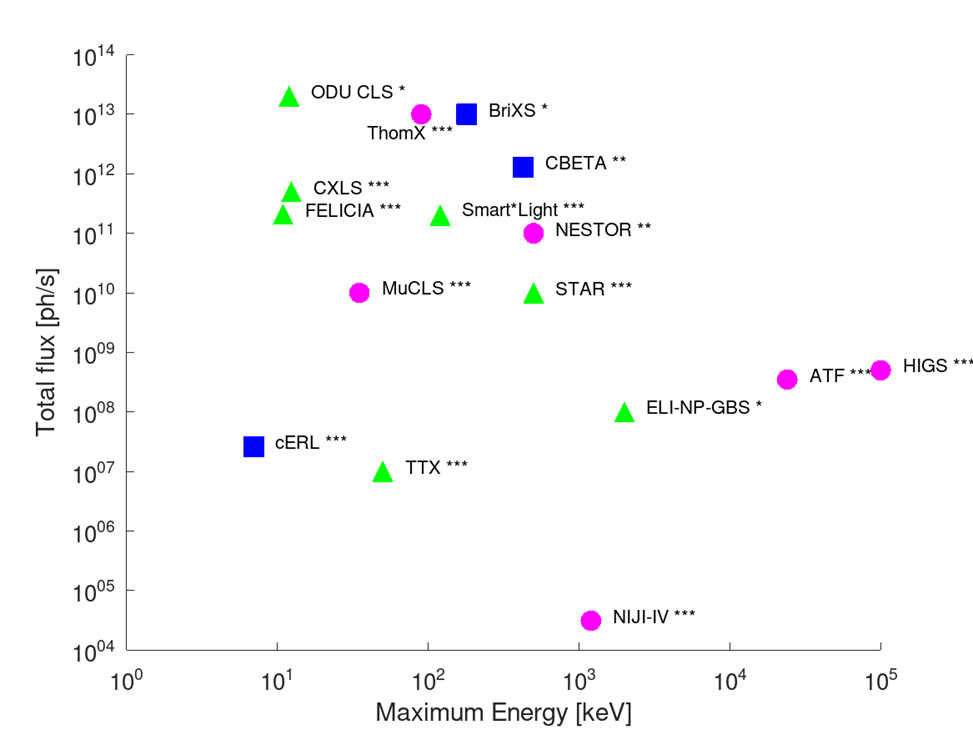 10^14
ODU CLS *
10^13
BriXS *
ThomX ***
CBETA **
10^12
CXLS ***
FELICIA ***
Smart*Light ***
10^11
NESTOR **
10^10
MuCLS ***
STAR ***
10^09
HIGS ***
ATF ***
10^08
ELI-NP-GBS *
cERL ***
10^07
TTX ***
10^06
10^05
NIJI-IV ***
10^04
Total flux [ph/s]
10^0 10^1 10^2 10^3 10^4 10^5
Maximum Energy [keV]